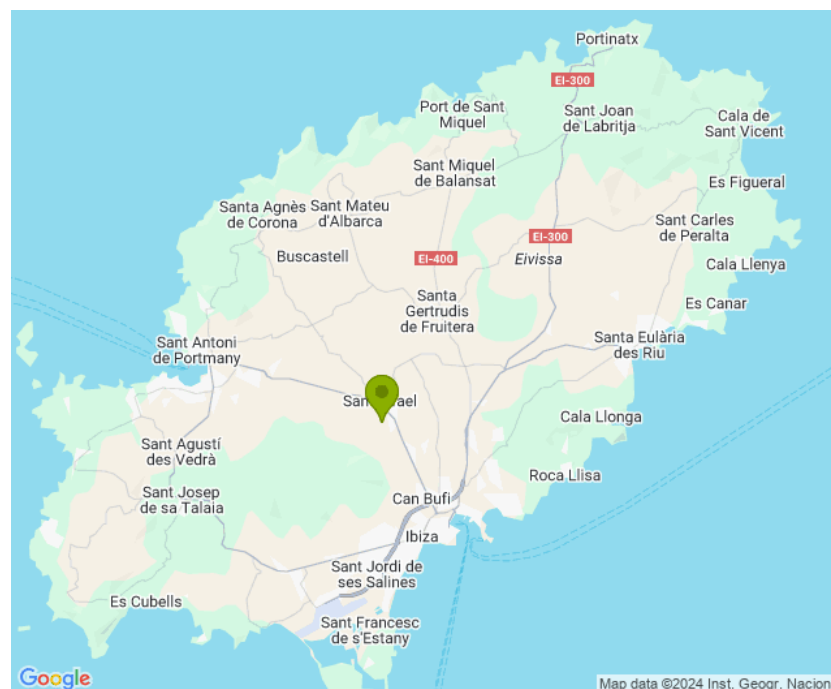 Portinatx
EI-300
Port de Sant
Miquel
Sant Joan
de Labritja
Cala de
Sant Vicent
Sant Miquel
de Balansat
Es Figueral
Santa Agnès
de Corona
Sant Mateu
d'Albarca
Sant Carles
de Peralta
EI-300
Buscastell
EI-400
Eivissa
Cala Llenya
Santa
Gertrudis
de Fruitera
Es Canar
Sant Antoni
de Portmany
Santa Eulària
des Riu
Cala Llonga
Sant Agustí
des Vedrà
Roca Llisa
Sant Josep
de sa Talaia
Can Bufi
Ibiza
Sant Jordi de
ses Salines
Es Cubells
Sant Francesc
de s'Estany
Google
Map data ©2024 Inst. Geogr. Nacion